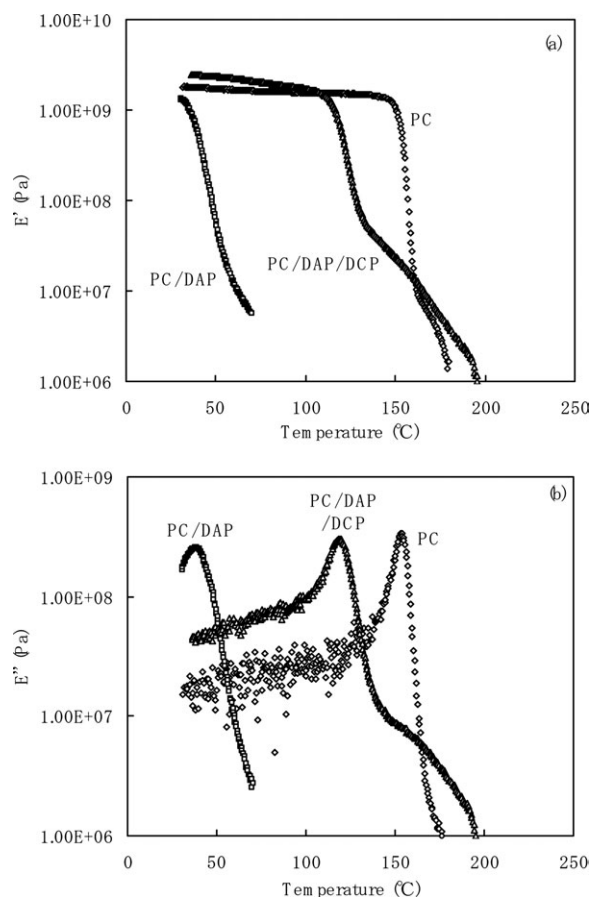 1.00E+10
(a)
1.00E+09
PC
1.00E+08
E' (Pa)
PC/DAP
PC/DAP/DCP
1.00E+07
1.00E+06
0
50
100
150
200
250
Temperature (℃)
1.00E+09
(b)
PC/DAP
PC/DAP
/DCP
PC
1.00E+08
E" (Pa)
1.00E+07
1.00E+06
0
50
100
150
200
250
Temperature (℃)